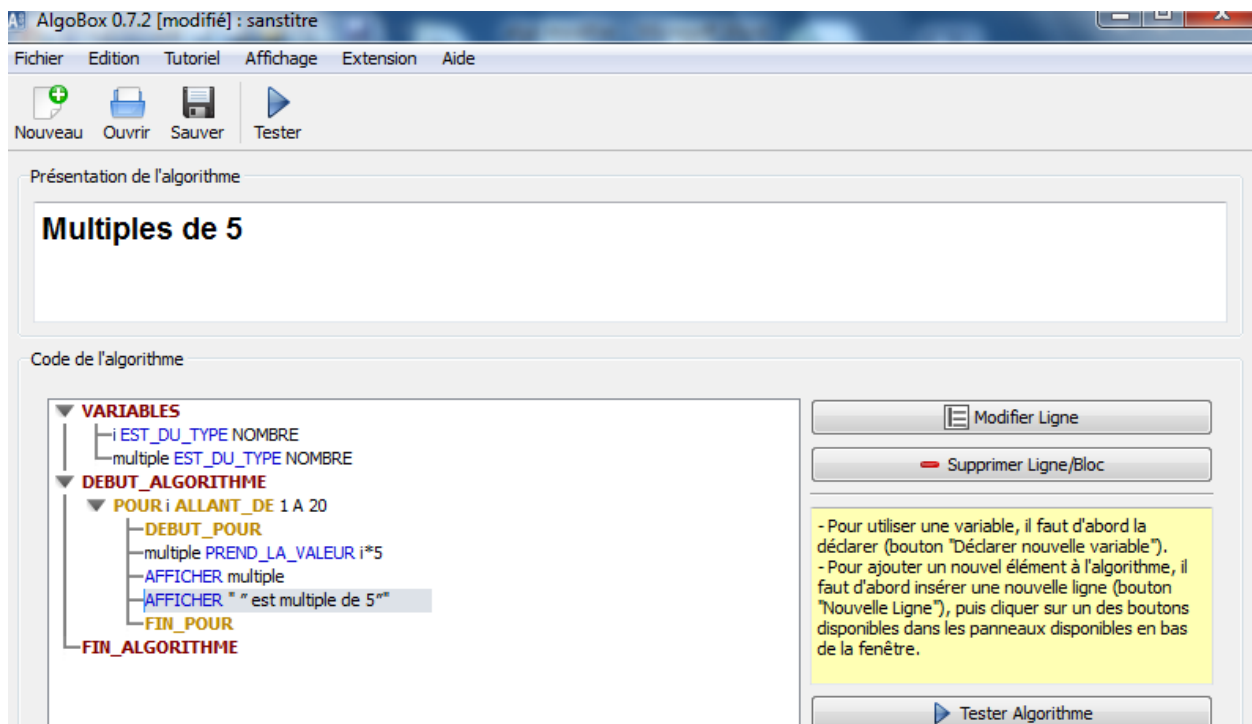 AlgoBox 0.7.2 [modifié] : sanstitre
Fichier Edition Tutoriel Affichage Extension Aide
Nouveau Ouvrir Sauver Tester
Présentation de l'algorithme
Multiples de 5
Code de l'algorithme
VARIABLES
i EST_DU_TYPE NOMBRE
multiple EST_DU_TYPE NOMBRE
DEBUT_ALGORITHME
POUR i ALLANT_DE 1 A 20
DEBUT_POUR
multiple PREND_LA_VALEUR i*5
AFFICHER multiple
AFFICHER " ″ est multiple de 5″"
FIN_POUR
FIN_ALGORITHME
Modifier Ligne
Supprimer Ligne/Bloc
- Pour utiliser une variable, il faut d'abord la
déclarer (bouton "Déclarer nouvelle variable").
- Pour ajouter un nouvel élément à l'algorithme, il
faut d'abord insérer une nouvelle ligne (bouton
"Nouvelle Ligne"), puis cliquer sur un des boutons
disponibles dans les panneaux disponibles en bas
de la fenêtre.
Tester Algorithme